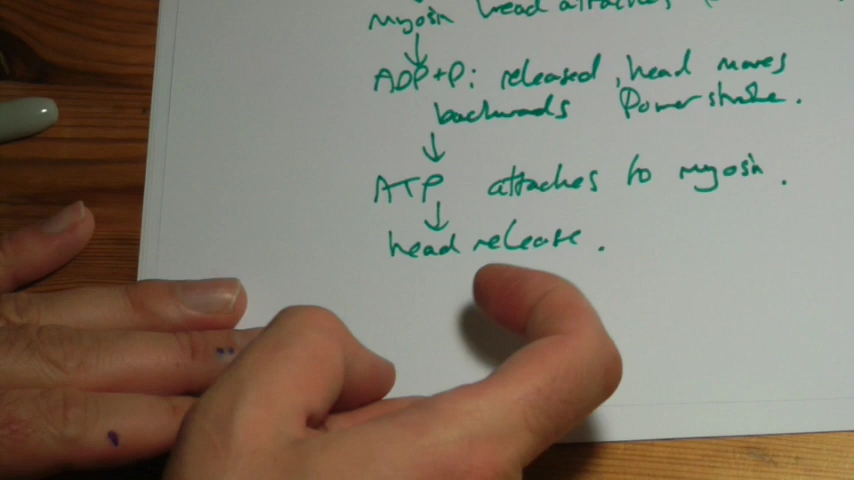 myosin head attaches
↓
ADP+Pi released, head moves
backwards Powerstroke.
↓
ATP attaches to myosin.
↓
head release.